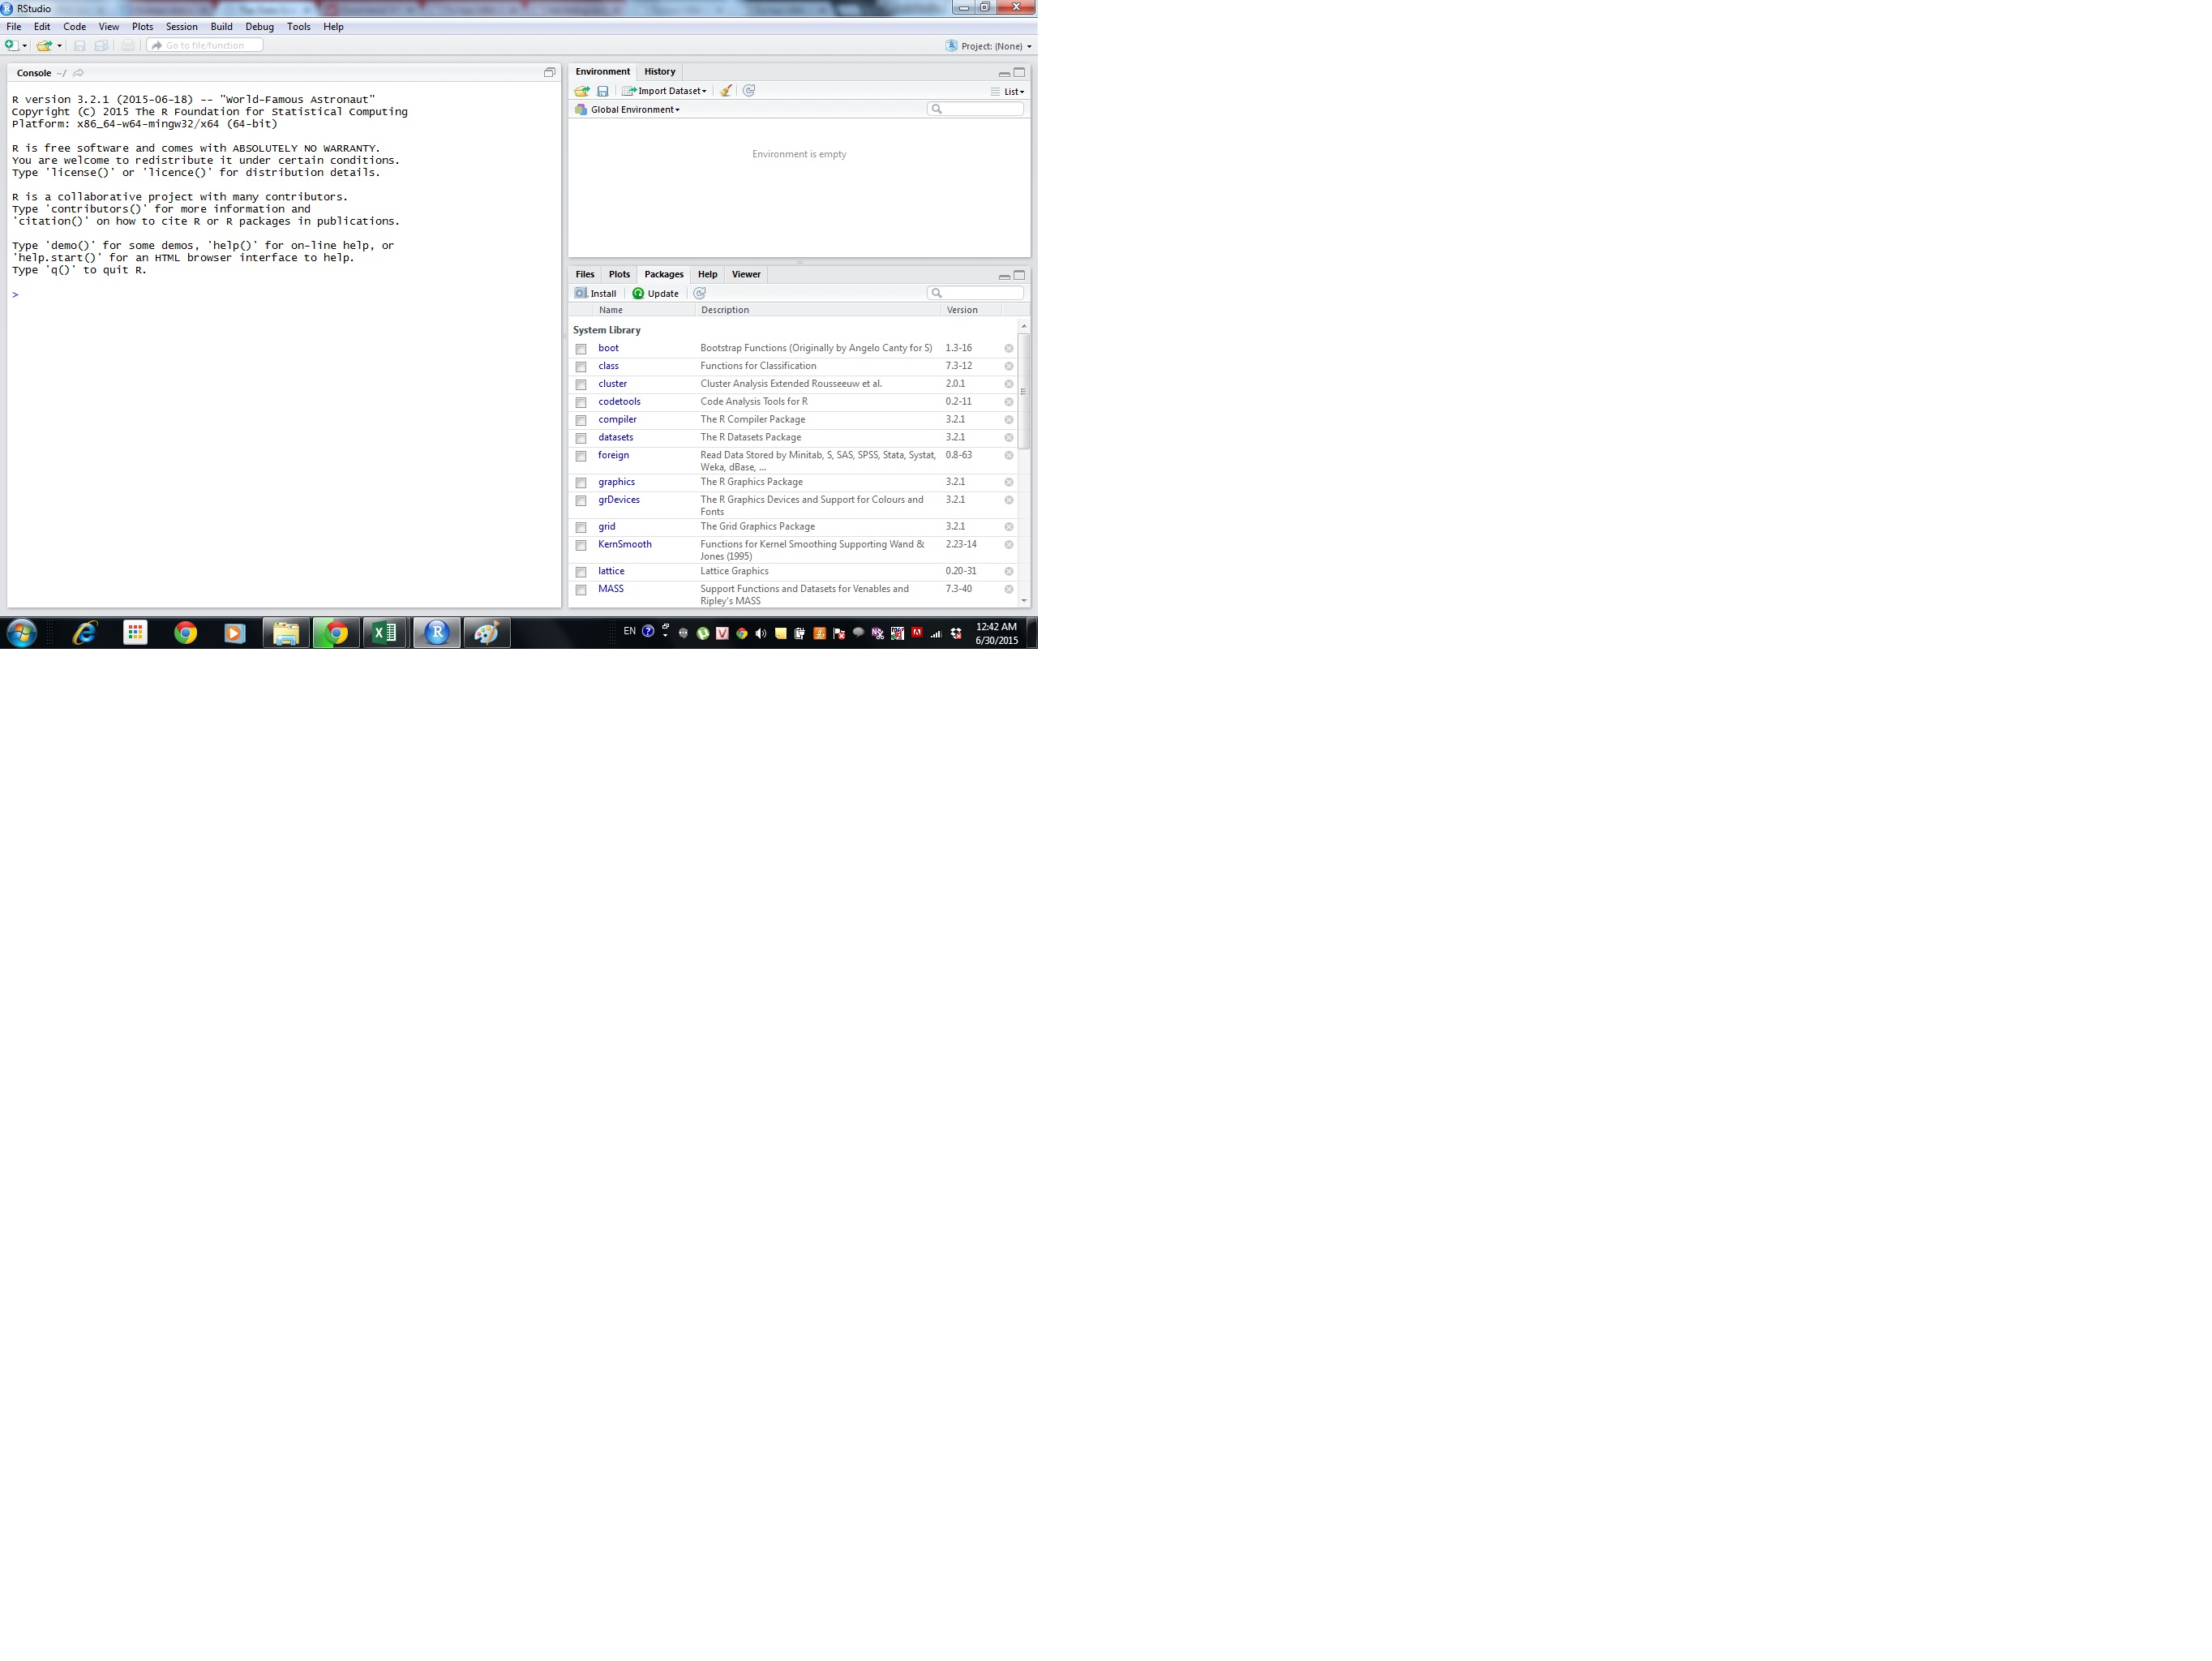 RStudio
File Edit Code View Plots Session Build Debug Tools Help
Go to file/function
Project: (None)
Console ~/
R version 3.2.1 (2015-06-18) -- "World-Famous Astronaut"
Copyright (C) 2015 The R Foundation for Statistical Computing
Platform: x86_64-w64-mingw32/x64 (64-bit)
R is free software and comes with ABSOLUTELY NO WARRANTY.
You are welcome to redistribute it under certain conditions.
Type 'license()' or 'licence()' for distribution details.
R is a collaborative project with many contributors.
Type 'contributors()' for more information and
'citation()' on how to cite R or R packages in publications.
Type 'demo()' for some demos, 'help()' for on-line help, or
'help.start()' for an HTML browser interface to help.
Type 'q()' to quit R.
>
Environment History
Import Dataset
List
Global Environment
Environment is empty
Files Plots Packages Help Viewer
Install Update
Name Description Version
System Library
boot Bootstrap Functions (Originally by Angelo Canty for S) 1.3-16
class Functions for Classification 7.3-12
cluster Cluster Analysis Extended Rousseeuw et al. 2.0.1
codetools Code Analysis Tools for R 0.2-11
compiler The R Compiler Package 3.2.1
datasets The R Datasets Package 3.2.1
foreign Read Data Stored by Minitab, S, SAS, SPSS, Stata, Systat, 0.8-63
Weka, dBase, ...
graphics The R Graphics Package 3.2.1
grDevices The R Graphics Devices and Support for Colours and 3.2.1
Fonts
grid The Grid Graphics Package 3.2.1
KernSmooth Functions for Kernel Smoothing Supporting Wand & 2.23-14
Jones (1995)
lattice Lattice Graphics 0.20-31
MASS Support Functions and Datasets for Venables and 7.3-40
Ripley's MASS
EN
12:42 AM
6/30/2015